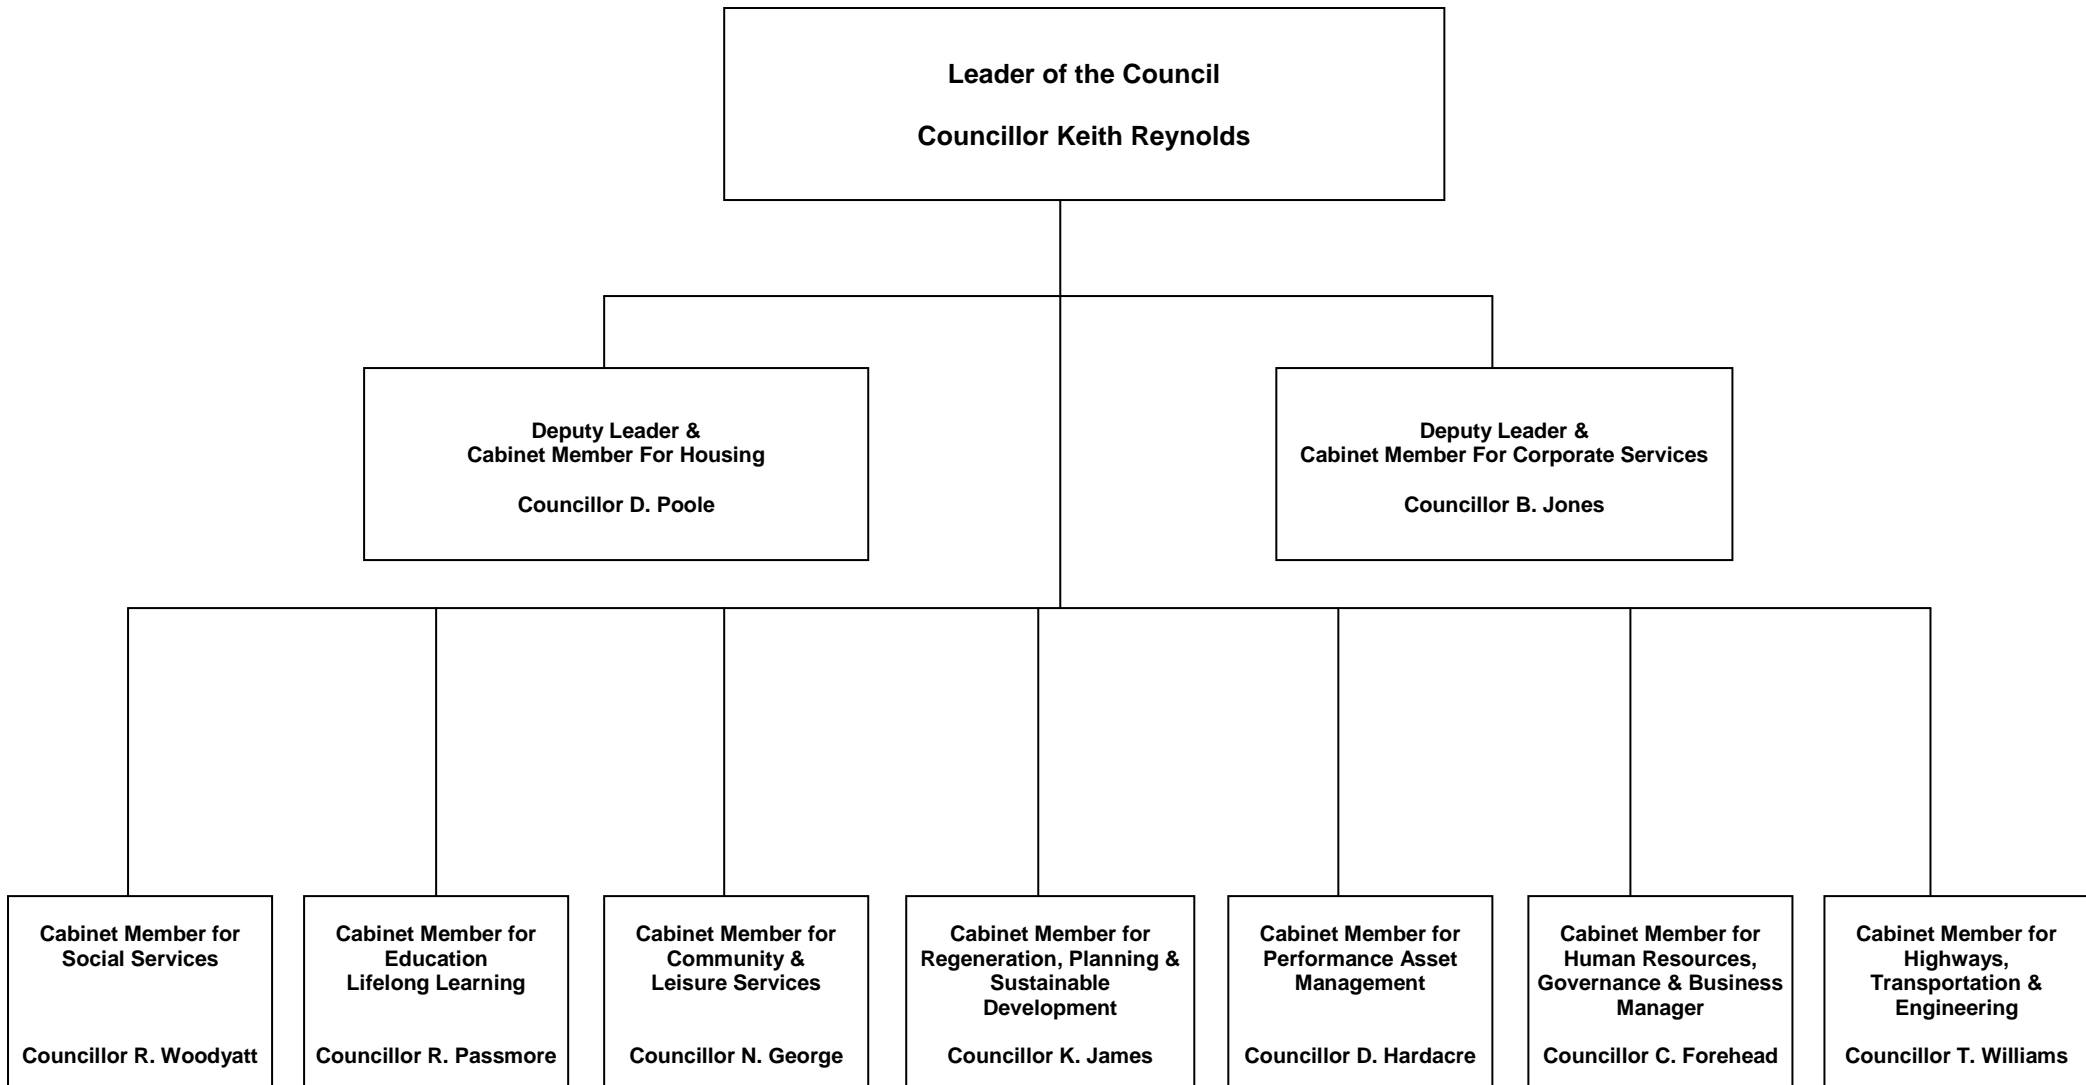 Leader of the Council
Councillor Keith Reynolds
Deputy Leader &
Cabinet Member For Housing
Councillor D. Poole
Deputy Leader &
Cabinet Member For Corporate Services
Councillor B. Jones
Cabinet Member for
Social Services
Councillor R. Woodyatt
Cabinet Member for
Education
Lifelong Learning
Councillor R. Passmore
Cabinet Member for
Community &
Leisure Services
Councillor N. George
Cabinet Member for
Regeneration, Planning &
Sustainable
Development
Councillor K. James
Cabinet Member for
Performance Asset
Management
Councillor D. Hardacre
Cabinet Member for
Human Resources,
Governance & Business
Manager
Councillor C. Forehead
Cabinet Member for
Highways,
Transportation &
Engineering
Councillor T. Williams